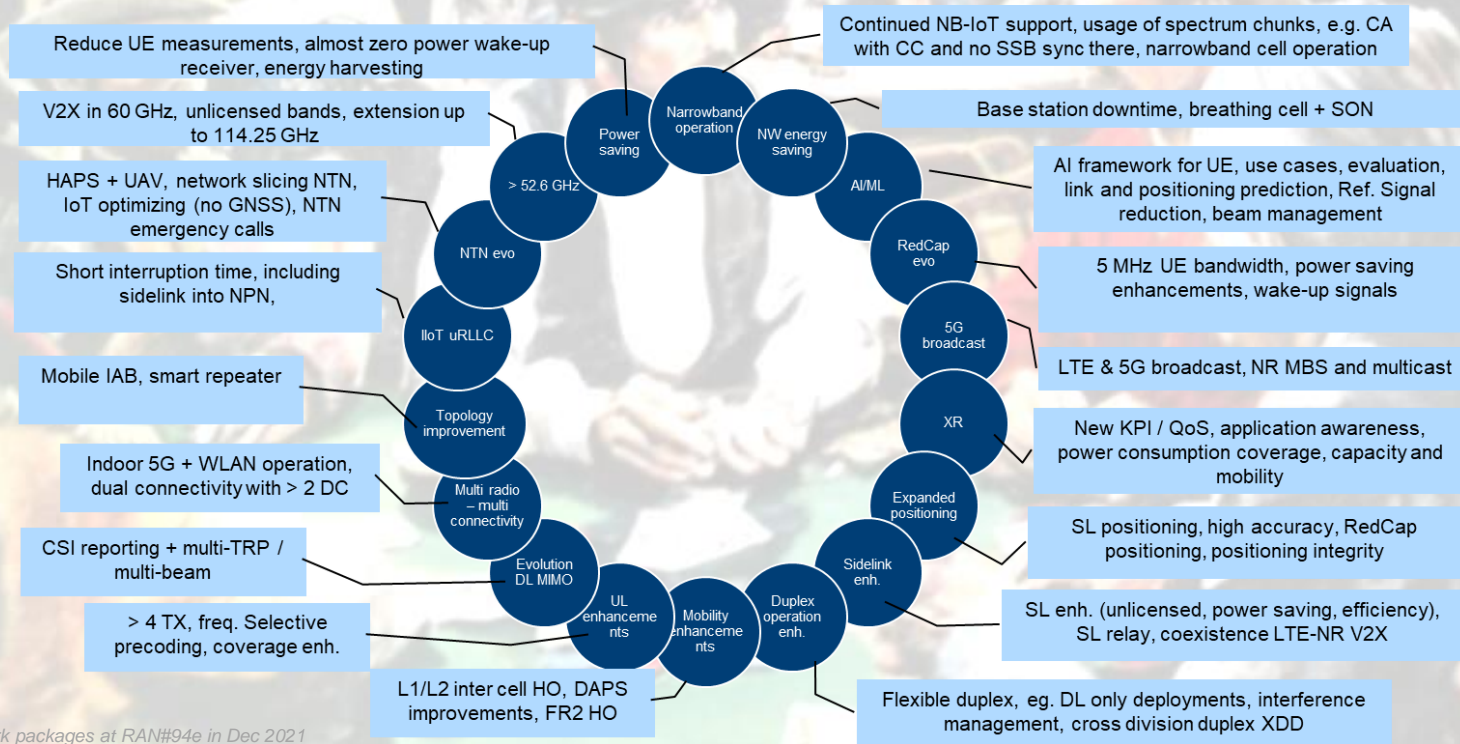 Continued NB-IoT support, usage of spectrum chunks, e.g. CA
with CC and no SSB sync there, narrowband cell operation
Reduce UE measurements, almost zero power wake-up
receiver, energy harvesting
Narrowband
operation
Power
saving
NW energy
saving
Base station downtime, breathing cell + SON
V2X in 60 GHz, unlicensed bands, extension up
to 114.25 GHz
> 52.6 GHz
AI/ML
AI framework for UE, use cases, evaluation,
link and positioning prediction, Ref. Signal
reduction, beam management
HAPS + UAV, network slicing NTN,
IoT optimizing (no GNSS), NTN
emergency calls
NTN evo
RedCap
evo
5 MHz UE bandwidth, power saving
enhancements, wake-up signals
Short interruption time, including
sidelink into NPN,
IIoT uRLLC
5G
broadcast
LTE & 5G broadcast, NR MBS and multicast
Mobile IAB, smart repeater
Topology
improvement
XR
New KPI / QoS, application awareness,
power consumption coverage, capacity and
mobility
Indoor 5G + WLAN operation,
dual connectivity with > 2 DC
Multi radio
– multi
connectivity
Expanded
positioning
SL positioning, high accuracy, RedCap
positioning, positioning integrity
CSI reporting + multi-TRP /
multi-beam
Evolution
DL MIMO
Sidelink
enh.
SL enh. (unlicensed, power saving, efficiency),
SL relay, coexistence LTE-NR V2X
> 4 TX, freq. Selective
precoding, coverage enh.
UL
enhanceme
nts
Mobility
enhanceme
nts
Duplex
operation
enh.
L1/L2 inter cell HO, DAPS
improvements, FR2 HO
Flexible duplex, eg. DL only deployments, interference
management, cross division duplex XDD
packages at RAN#94e in Dec 2021